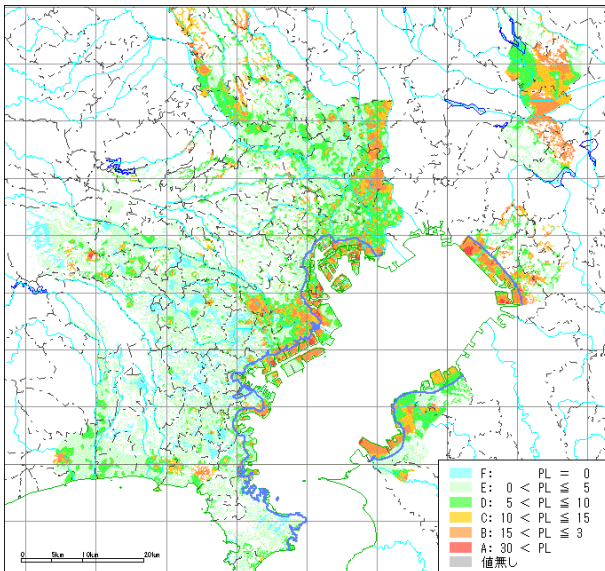 F: PL = 0
E: 0 < PL ≦ 5
D: 5 < PL ≦ 10
C: 10 < PL ≦ 15
B: 15 < PL ≦ 3
A: 30 < PL
値無し
0 5km 10km 20km